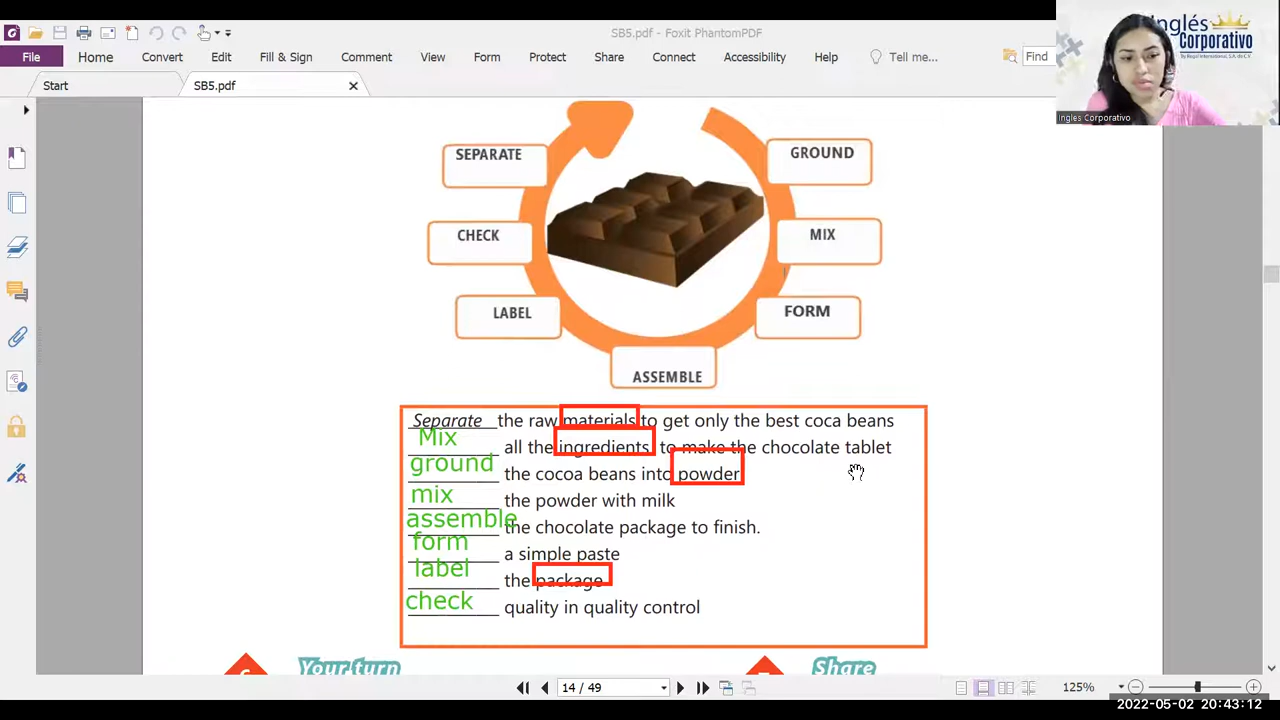 SB5.pdf - Foxit PhantomPDF
File Home Convert Edit Fill & Sign Comment View Form Protect Share Connect Accessibility Help Tell me... Find
Start SB5.pdf
Inglés
Corporativo
by Regal International, S.A. de C.V.
Ingles Corporativo
SEPARATE GROUND
CHECK MIX
LABEL FORM
ASSEMBLE
Separate the raw materials to get only the best coca beans
Mix all the ingredients to make the chocolate tablet
ground the cocoa beans into powder
mix the powder with milk
assemble the chocolate package to finish.
form a simple paste
label the package
check quality in quality control
Your turn Share
14 / 49 125%
2022-05-02 20:43:12